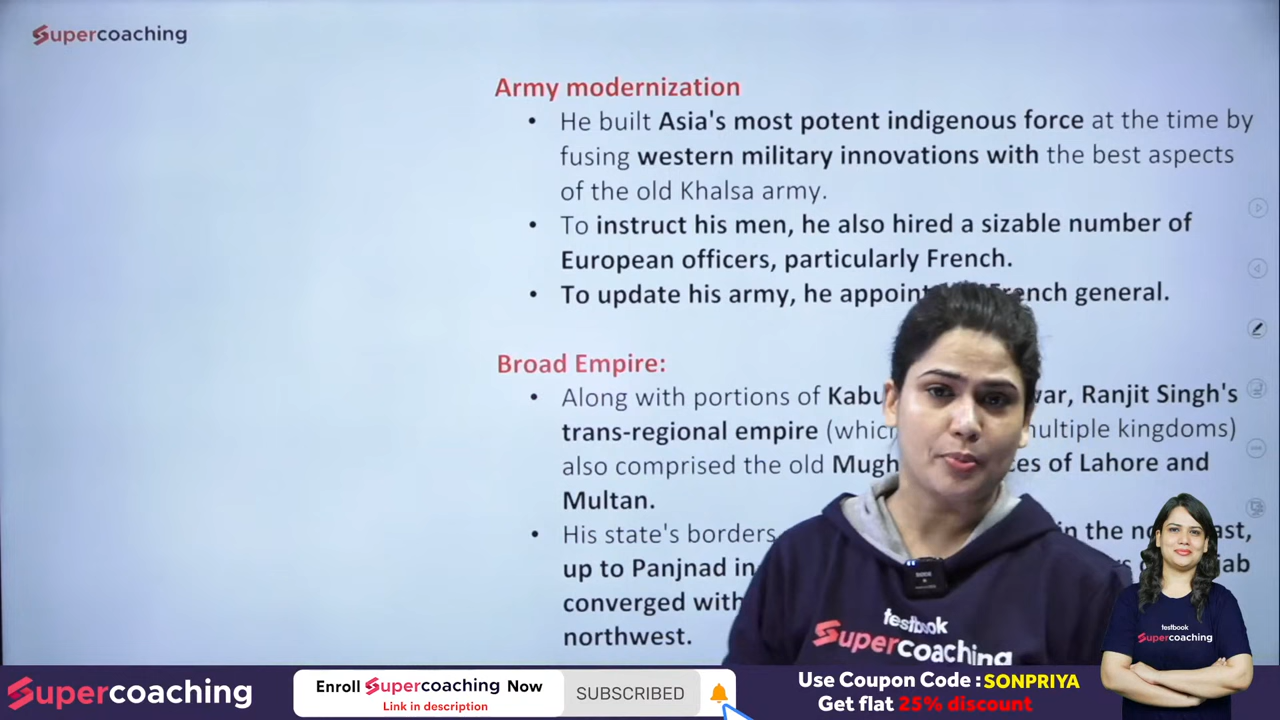 Supercoaching
Army modernization
• He built Asia's most potent indigenous force at the time by
fusing western military innovations with the best aspects
of the old Khalsa army.
• To instruct his men, he also hired a sizable number of
European officers, particularly French.
• To update his army, he appoint French general.
Broad Empire:
• Along with portions of Ranjit Singh's
trans-regional empire multiple kingdoms)
also comprised the old of Lahore and
Multan.
• His state's borders in the
up to Panjnad in
converged with
northwest.
testbook
Supercoaching
testbook
Supercoaching
Supercoaching
Enroll Supercoaching Now
Link in description
SUBSCRIBED
Use Coupon Code : SONPRIYA
Get flat 25% discount